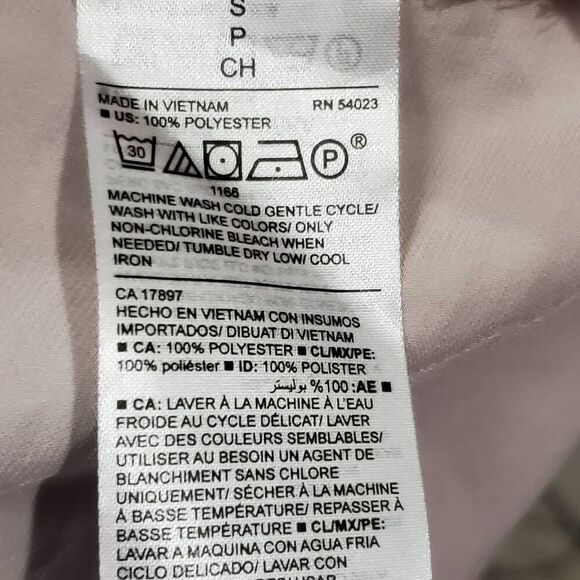 S
P
CH
MADE IN VIETNAM RN 54023
■ US: 100% POLYESTER
30 P ®
1166
MACHINE WASH COLD GENTLE CYCLE/
WASH WITH LIKE COLORS/ ONLY
NON-CHLORINE BLEACH WHEN
NEEDED/ TUMBLE DRY LOW/ COOL
IRON
CA 17897
HECHO EN VIETNAM CON INSUMOS
IMPORTADOS/ DIBUAT DI VIETNAM
■ CA: 100% POLYESTER ■ CL/MX/PE:
100% poliéster ■ ID: 100% POLISTER
■ AE: 100% بوليستر
■ CA: LAVER À LA MACHINE À L'EAU
FROIDE AU CYCLE DÉLICAT/ LAVER
AVEC DES COULEURS SEMBLABLES/
UTILISER AU BESOIN UN AGENT DE
BLANCHIMENT SANS CHLORE
UNIQUEMENT/ SÉCHER À LA MACHINE
À BASSE TEMPÉRATURE/ REPASSER À
BASSE TEMPÉRATURE ■ CL/MX/PE:
LAVAR A MAQUINA CON AGUA FRIA
CICLO DELICADO/ LAVAR CON